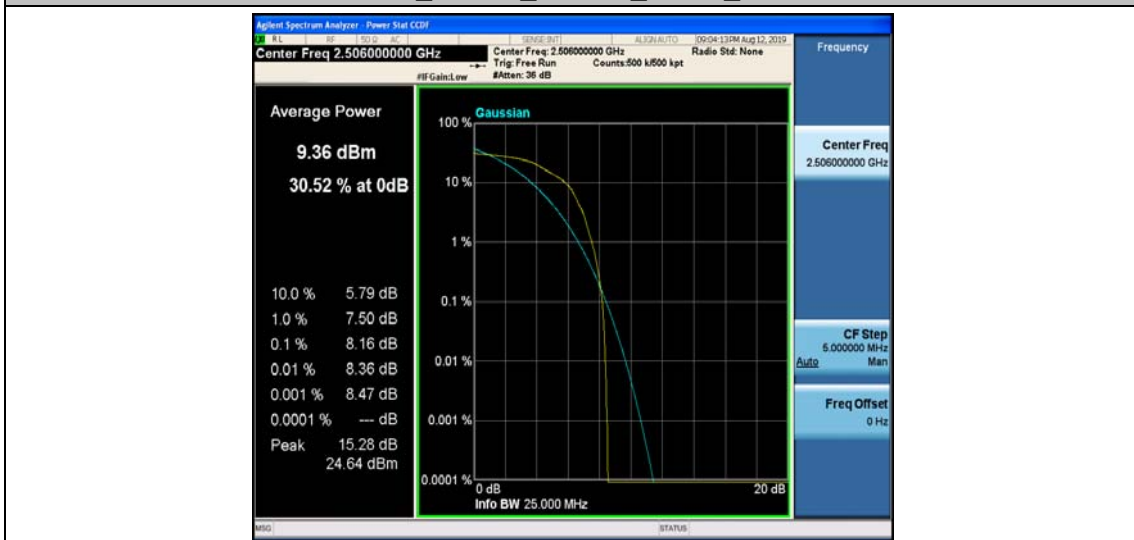 Agilent Spectrum Analyzer - Power Stat CCDF
RL RF 50 Ω AC SENSE:INT ALIGN AUTO 09:04:13 PM Aug 12, 2019
Center Freq 2.506000000 GHz
Center Freq: 2.506000000 GHz Radio Std: None
Trig: Free Run Counts:500 k/500 kpt
#IFGain:Low #Atten: 36 dB
Frequency
Average Power
9.36 dBm
30.52 % at 0dB
10.0 % 5.79 dB
1.0 % 7.50 dB
0.1 % 8.16 dB
0.01 % 8.36 dB
0.001 % 8.47 dB
0.0001 % --- dB
Peak 15.28 dB
24.64 dBm
Gaussian
100 %
10 %
1 %
0.1 %
0.01 %
0.001 %
0.0001 %
0 dB 20 dB
Info BW 25.000 MHz
Center Freq
2.506000000 GHz
CF Step
5.000000 MHz
Auto Man
Freq Offset
0 Hz
MSG STATUS